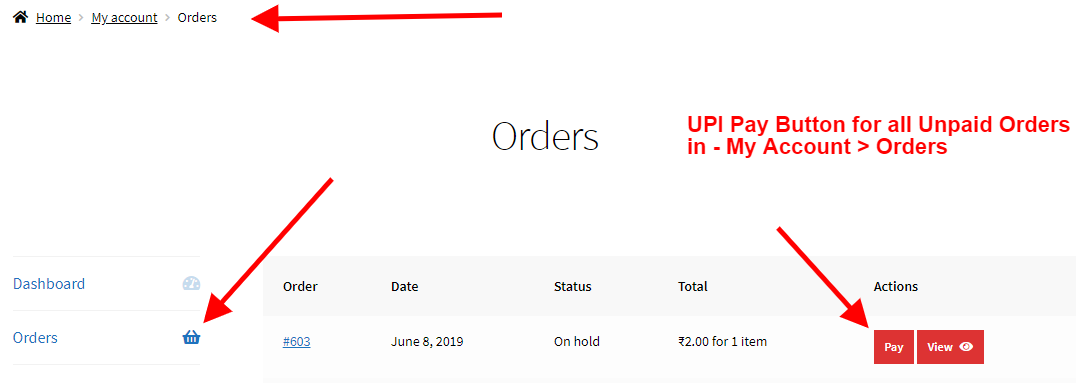 Home > My account > Orders
Orders
UPI Pay Button for all Unpaid Orders
in - My Account > Orders
Dashboard
Orders
Order Date Status Total Actions
#603 June 8, 2019 On hold ₹2.00 for 1 item Pay View